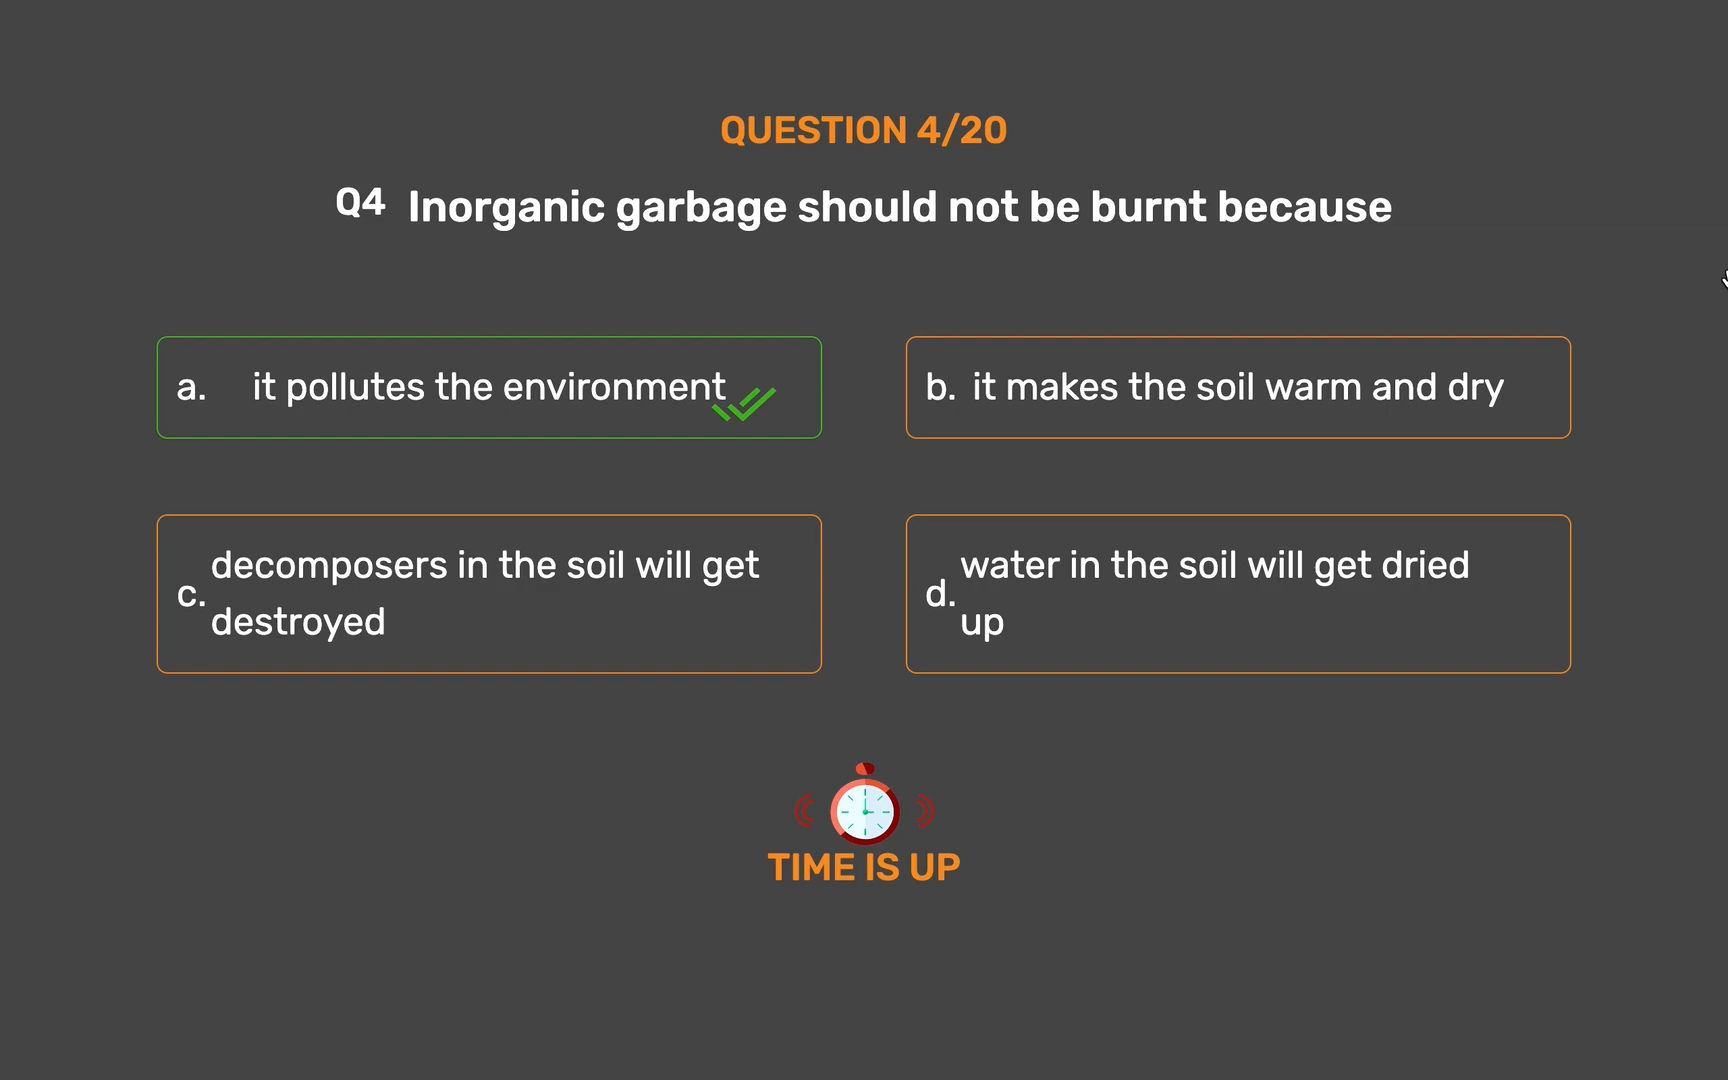 QUESTION 4/20
Q4 Inorganic garbage should not be burnt because
a. it pollutes the environment
b. it makes the soil warm and dry
c. decomposers in the soil will get
destroyed
d. water in the soil will get dried
up
TIME IS UP